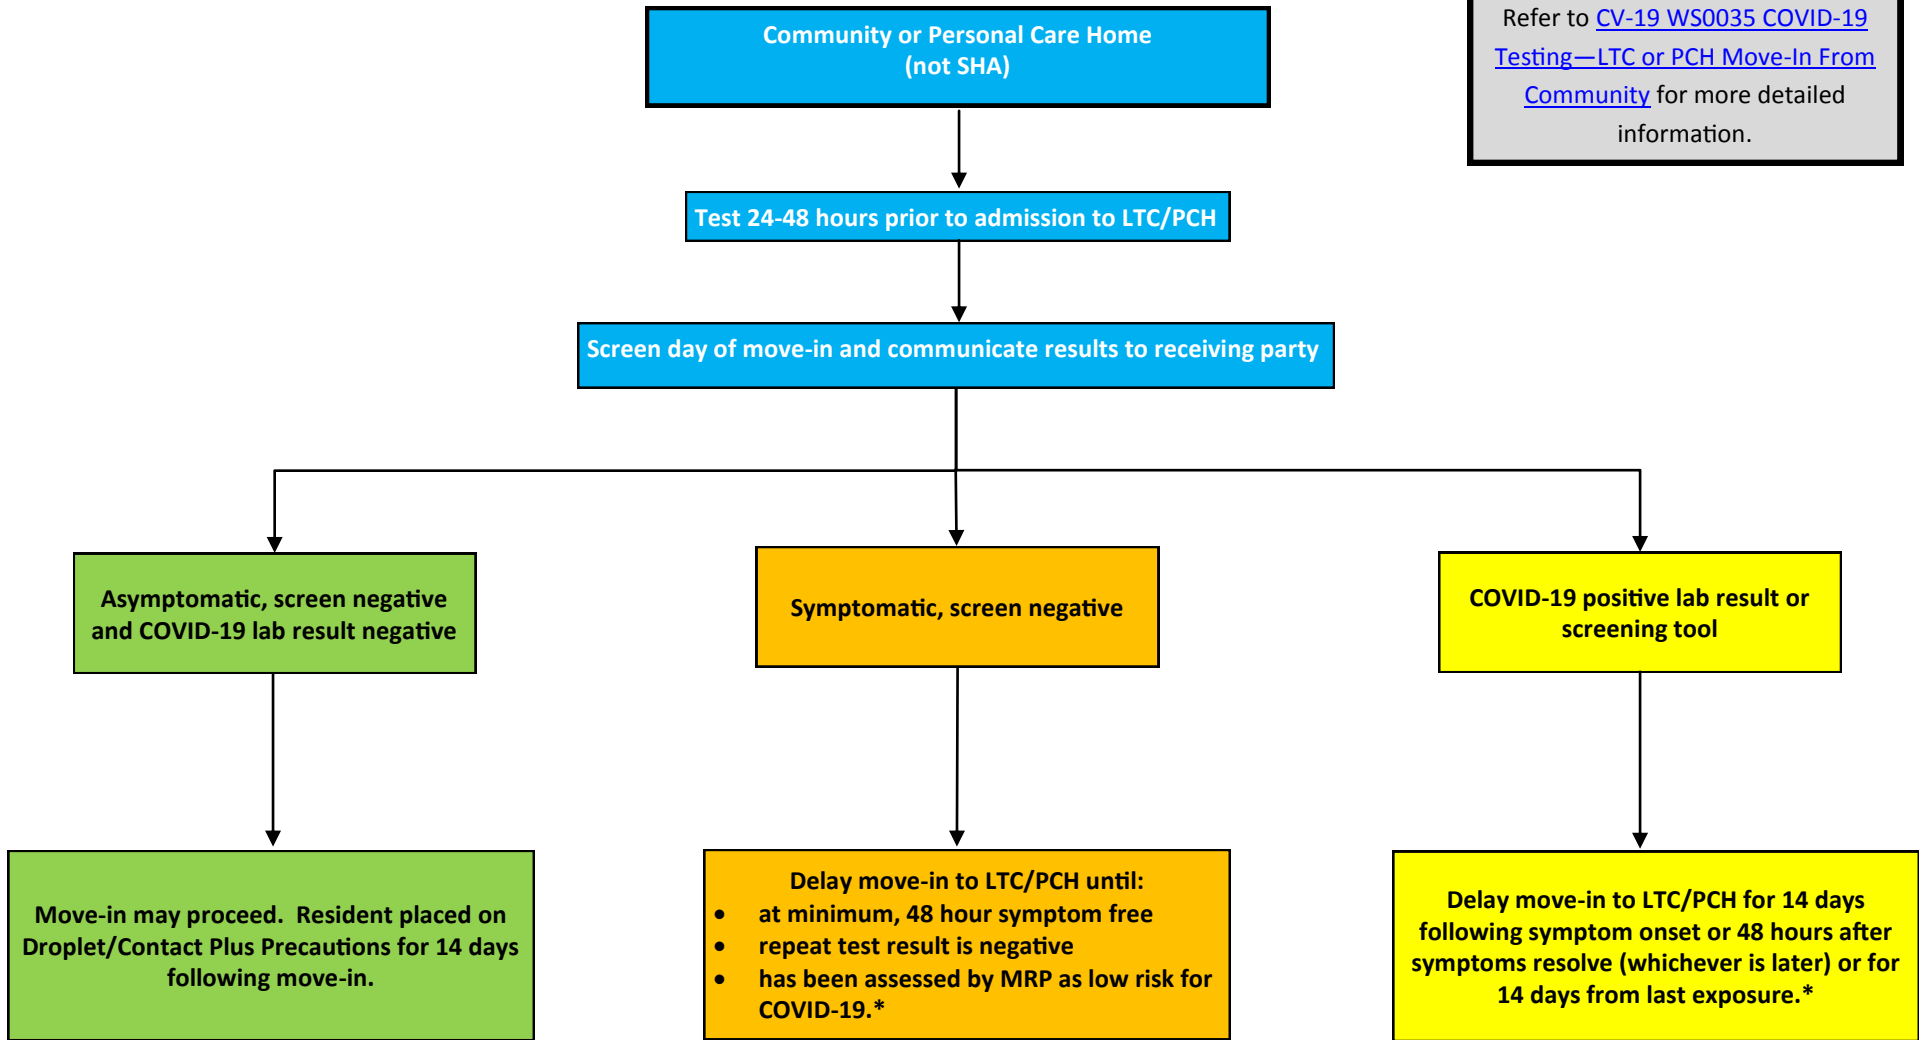 Community or Personal Care Home
(not SHA)
Refer to CV-19 WS0035 COVID-19
Testing—LTC or PCH Move-In From
Community for more detailed
information.
Test 24-48 hours prior to admission to LTC/PCH
Screen day of move-in and communicate results to receiving party
Asymptomatic, screen negative
and COVID-19 lab result negative
Symptomatic, screen negative
COVID-19 positive lab result or
screening tool
Move-in may proceed.  Resident placed on
Droplet/Contact Plus Precautions for 14 days
following move-in.
Delay move-in to LTC/PCH until:
• at minimum, 48 hour symptom free
• repeat test result is negative
• has been assessed by MRP as low risk for
COVID-19.*
Delay move-in to LTC/PCH for 14 days
following symptom onset or 48 hours after
symptoms resolve (whichever is later) or for
14 days from last exposure.*